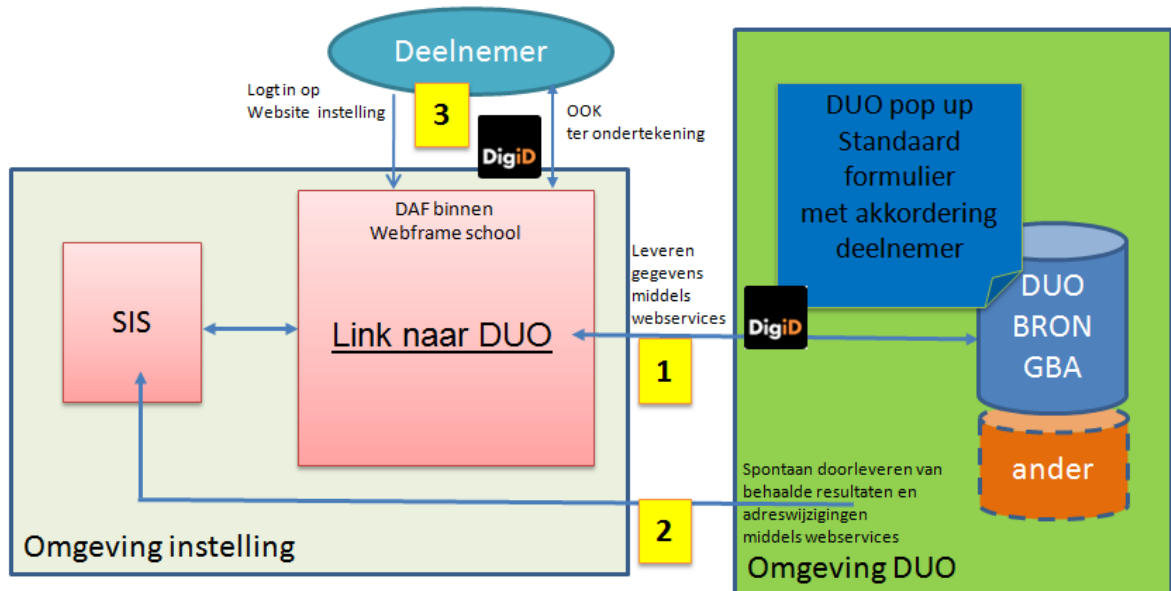 Deelnemer
Logt in op
Website instelling
3
DigiD
OOK
ter ondertekening
DAF binnen
Webframe school
SIS
Link naar DUO
Omgeving instelling
Leveren
gegevens
middels
webservices
1
2
DUO pop up
Standaard
formulier
met akkordering
deelnemer
DigiD
DUO
BRON
GBA
ander
Spontaan doorleveren van
behaalde resultaten en
adreswijzigingen
middels webservices
Omgeving DUO